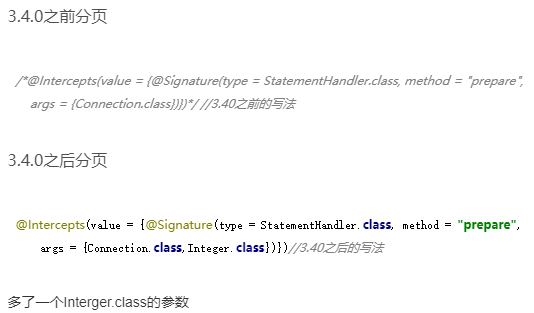 3.4.0之前分页
/*@Intercepts(value = {@Signature(type = StatementHandler.class, method = "prepare",
args = {Connection.class})})*/ //3.40之前的写法
3.4.0之后分页
@Intercepts(value = {@Signature(type = StatementHandler.class, method = "prepare",
args = {Connection.class,Integer.class})})//3.40之后的写法
多了一个Interger.class的参数